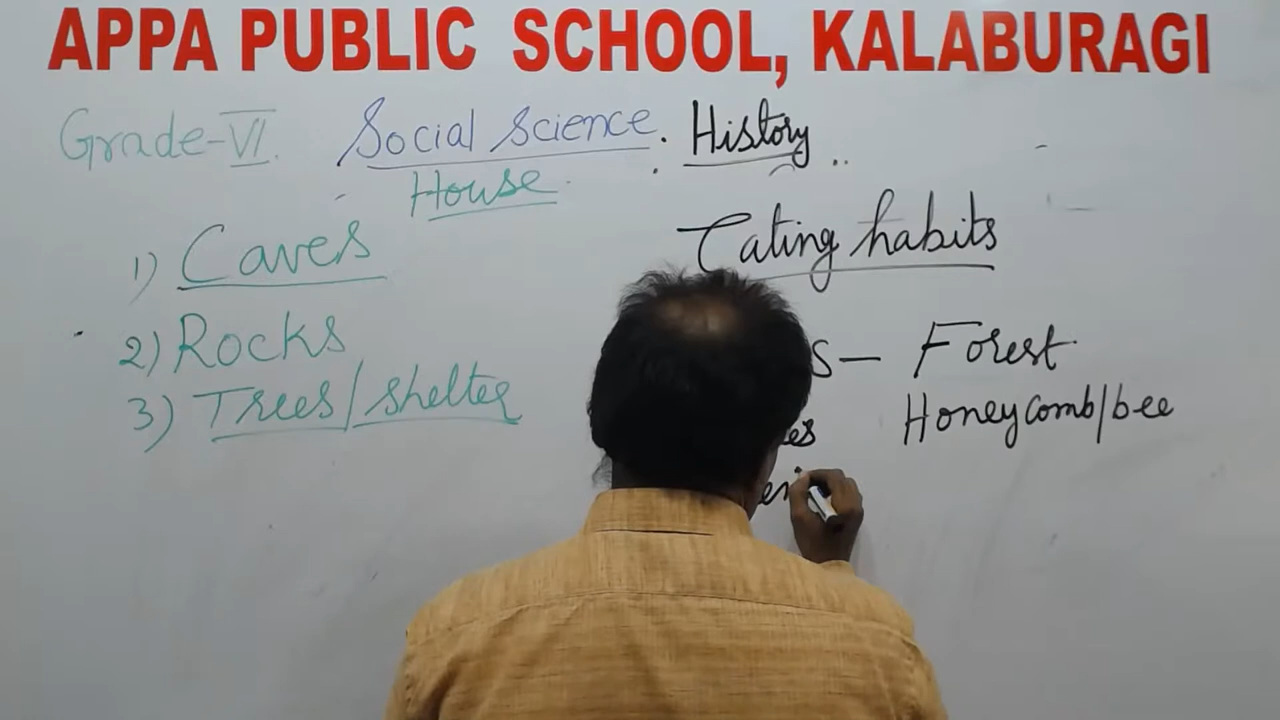 APPA PUBLIC SCHOOL, KALABURAGI
Grade-VI. Social Science. History
House
Eating habits
1) Caves
2) Rocks
3) Trees/shelter
— Forest
Honeycomb/bee